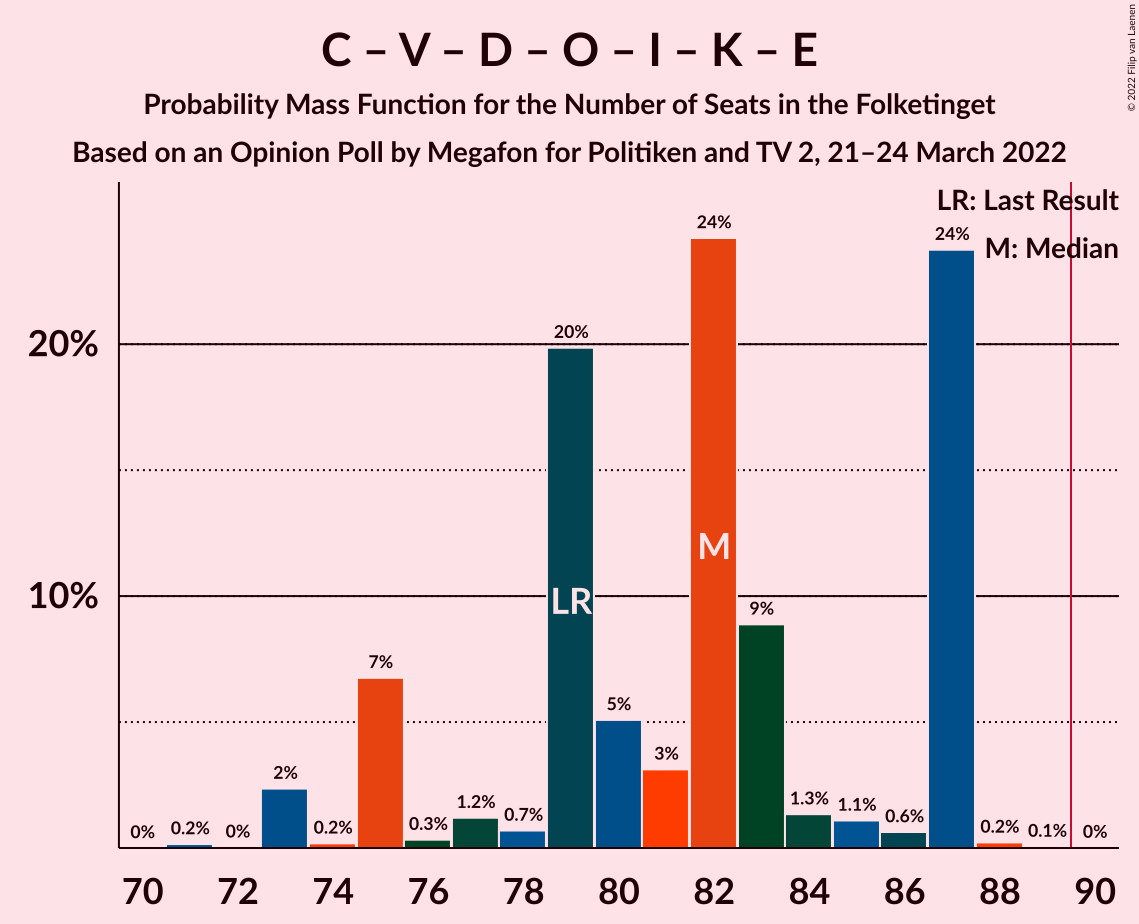 C – V – D – O – I – K – E
Probability Mass Function for the Number of Seats in the Folketinget
Based on an Opinion Poll by Megafon for Politiken and TV 2, 21–24 March 2022
© 2022 Filip van Laenen
LR: Last Result
M: Median
20%
10%
0%
0.2%
0%
2%
0.2%
7%
0.3%
1.2%
0.7%
20%
5%
3%
24%
9%
1.3%
1.1%
0.6%
24%
0.2%
0.1%
0%
LR
M
70 72 74 76 78 80 82 84 86 88 90